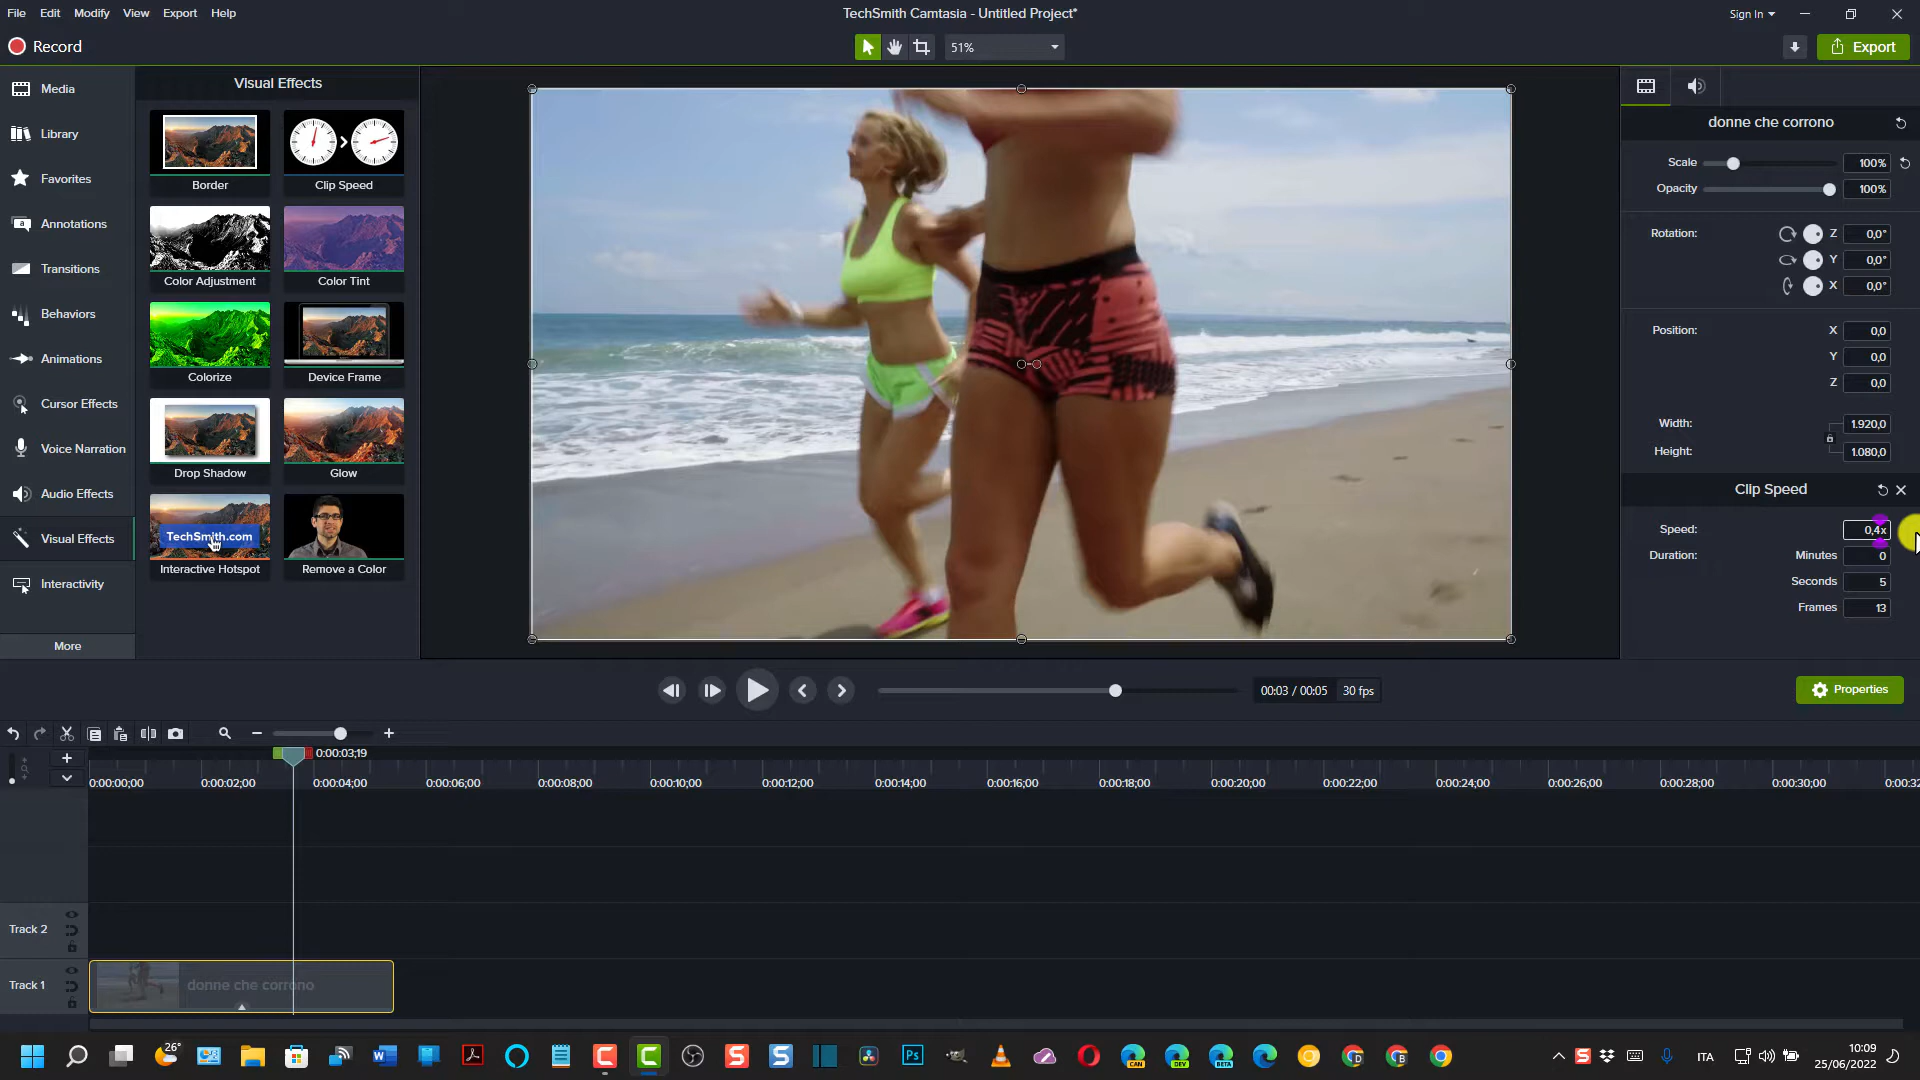 File Edit Modify View Export Help
TechSmith Camtasia - Untitled Project*
Sign In
Record
51%
Export
Media
Library
Favorites
Annotations
Transitions
Behaviors
Animations
Cursor Effects
Voice Narration
Audio Effects
Visual Effects
Interactivity
More
Visual Effects
Border
Clip Speed
Color Adjustment
Color Tint
Colorize
Device Frame
Drop Shadow
Glow
TechSmith.com
Interactive Hotspot
Remove a Color
donne che corrono
Scale 100%
Opacity 100%
Rotation: Z 0,0°
Y 0,0°
X 0,0°
Position: X 0,0
Y 0,0
Z 0,0
Width: 1.920,0
Height: 1.080,0
Clip Speed
Speed: 0,4x
Duration: Minutes 0
Seconds 5
Frames 13
Properties
00:03 / 00:05 30 fps
0:00:03;19
0:00:00;00 0:00:02;00 0:00:04;00 0:00:06;00 0:00:08;00 0:00:10;00 0:00:12;00 0:00:14;00 0:00:16;00 0:00:18;00 0:00:20;00 0:00:22;00 0:00:24;00 0:00:26;00 0:00:28;00 0:00:30;00 0:00:32
Track 2
Track 1
donne che corrono
26°
ITA
10:09
25/06/2022